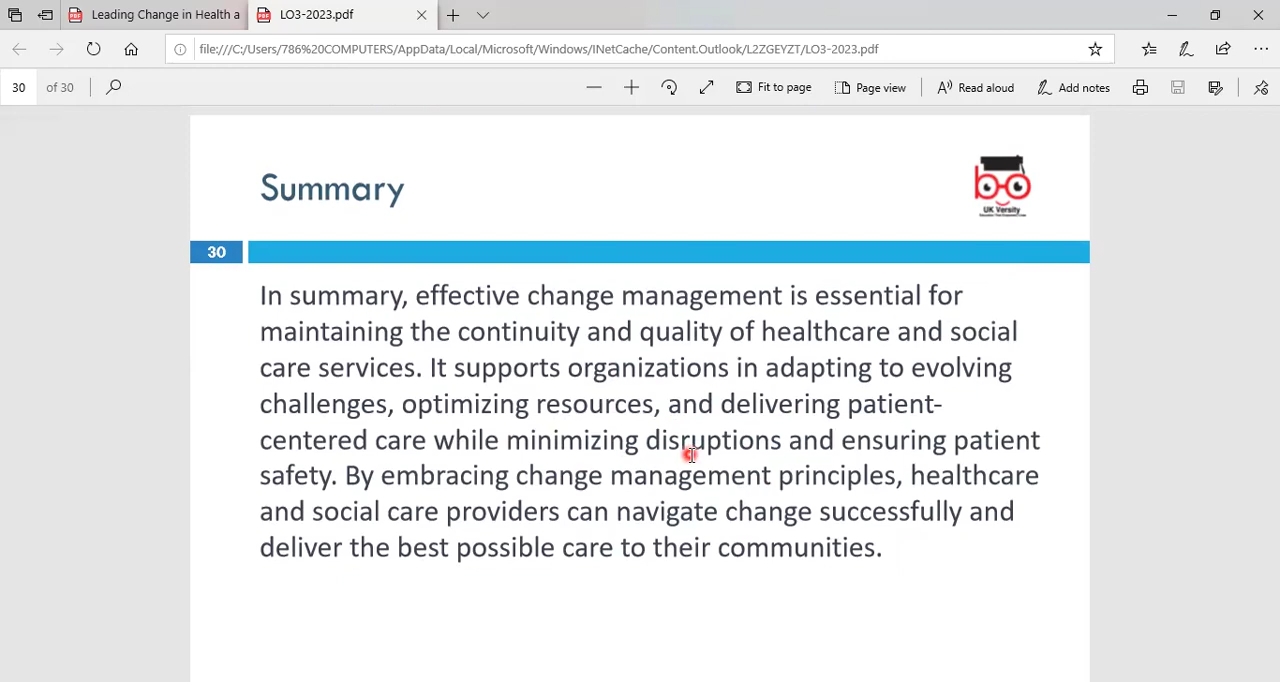 Leading Change in Health a
LO3-2023.pdf
file:///C:/Users/786%20COMPUTERS/AppData/Local/Microsoft/Windows/INetCache/Content.Outlook/L2ZGEYZT/LO3-2023.pdf
30 of 30
Fit to page
Page view
Read aloud
Add notes
Summary
UK Versity
30
In summary, effective change management is essential for
maintaining the continuity and quality of healthcare and social
care services. It supports organizations in adapting to evolving
challenges, optimizing resources, and delivering patient-
centered care while minimizing disruptions and ensuring patient
safety. By embracing change management principles, healthcare
and social care providers can navigate change successfully and
deliver the best possible care to their communities.